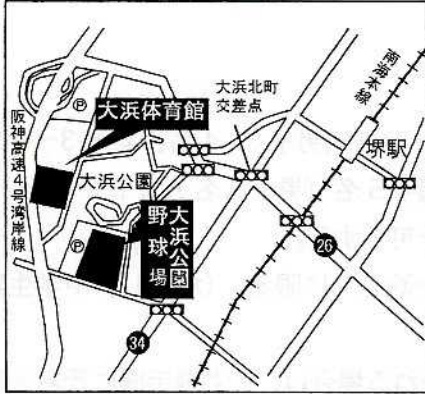 大浜北町
交差点
南海本線
P
大浜体育館
阪神高速4号湾岸線
堺駅
大浜公園
大浜公園
野球場
P
26
34